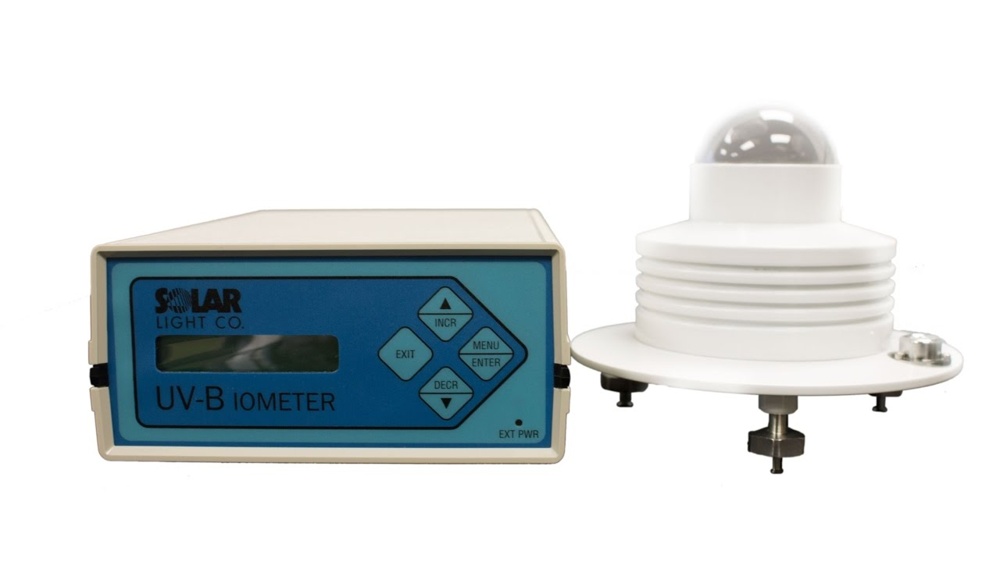 SOLAR
LIGHT CO.
UV-B IOMETER
▲
INCR
EXIT
MENU
ENTER
DECR
▼
EXT PWR